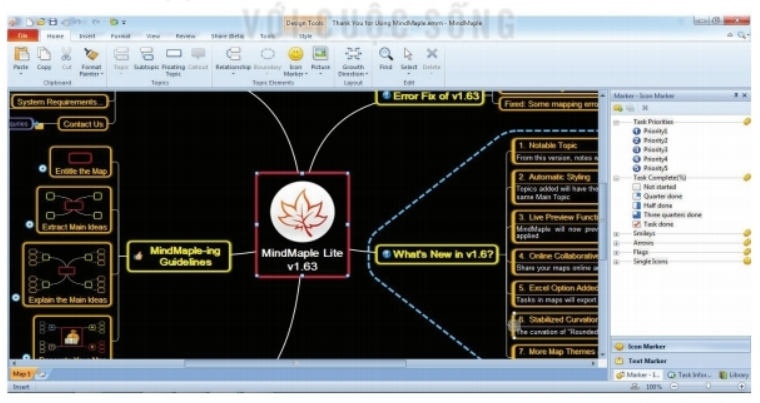 VỚI CUỘC SỐNG
Design Tools
Thank You for Using MindMaple.emm - MindMaple
File Home Insert Format View Review Share (Beta) Tools Style
Paste Copy Cut Format Painter
Topic Subtopic Floating Topic Callout
Relationship Boundary Icon Marker Picture
Growth Direction
Find Select Delete
Clipboard Topics Topic Elements Layout Edit
System Requirements...
Contact Us
Entitle the Map
Extract Main Ideas
Explain the Main Ideas
MindMaple-ing Guidelines
MindMaple Lite
v1.63
Error Fix of v1.63
Fixed: Some mapping erro
What's New in v1.6?
1. Notable Topic
From this version, notes w
2. Automatic Styling
Topics added will have the
same Main Topic
3. Live Preview Functi
MindMaple will now prev
applied
4. Online Collaborative
Share your maps online a
5. Excel Option Added
Tasks in maps will export
6. Stabilized Curvation
The curvation of "Rounded
7. More Map Themes
Marker - Icon Marker
Task Priorities
Priority1
Priority2
Priority3
Priority4
Priority5
Task Complete(%)
Not started
Quarter done
Half done
Three quarters done
Task done
Smileys
Arrows
Flags
Single Icons
Icon Marker
Text Marker
Marker - I... Task Infor... Library
Map 1
Insert
100%